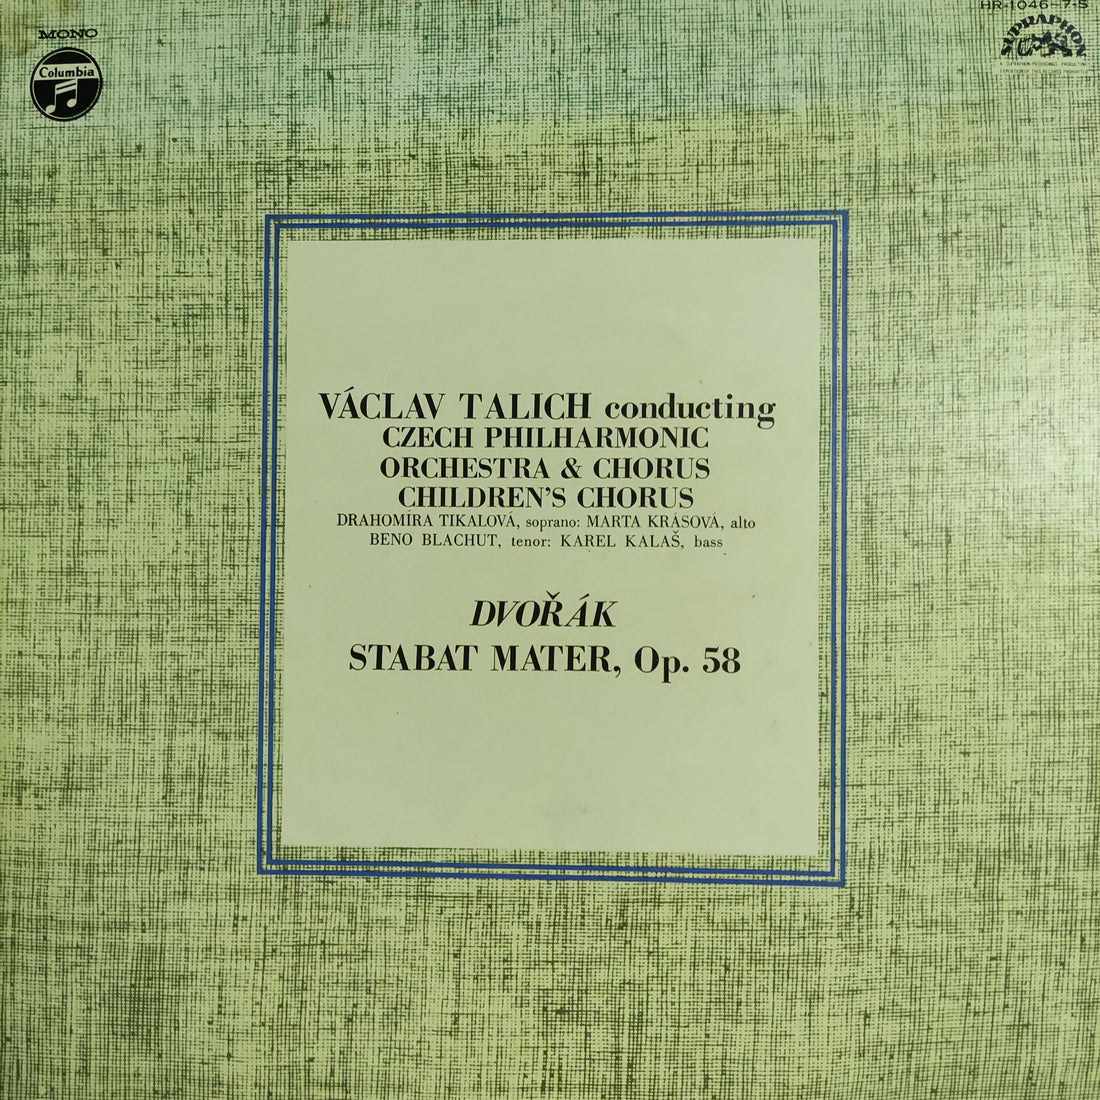 HR-1046~7-S
MONO
Columbia
SUPRAPHON
VÁCLAV TALICH conducting
CZECH PHILHARMONIC
ORCHESTRA & CHORUS
CHILDREN'S CHORUS
DRAHOMÍRA TIKALOVÁ, soprano: MARTA KRÁSOVÁ, alto
BENO BLACHUT, tenor: KAREL KALAŠ, bass
DVOŘÁK
STABAT MATER, Op. 58